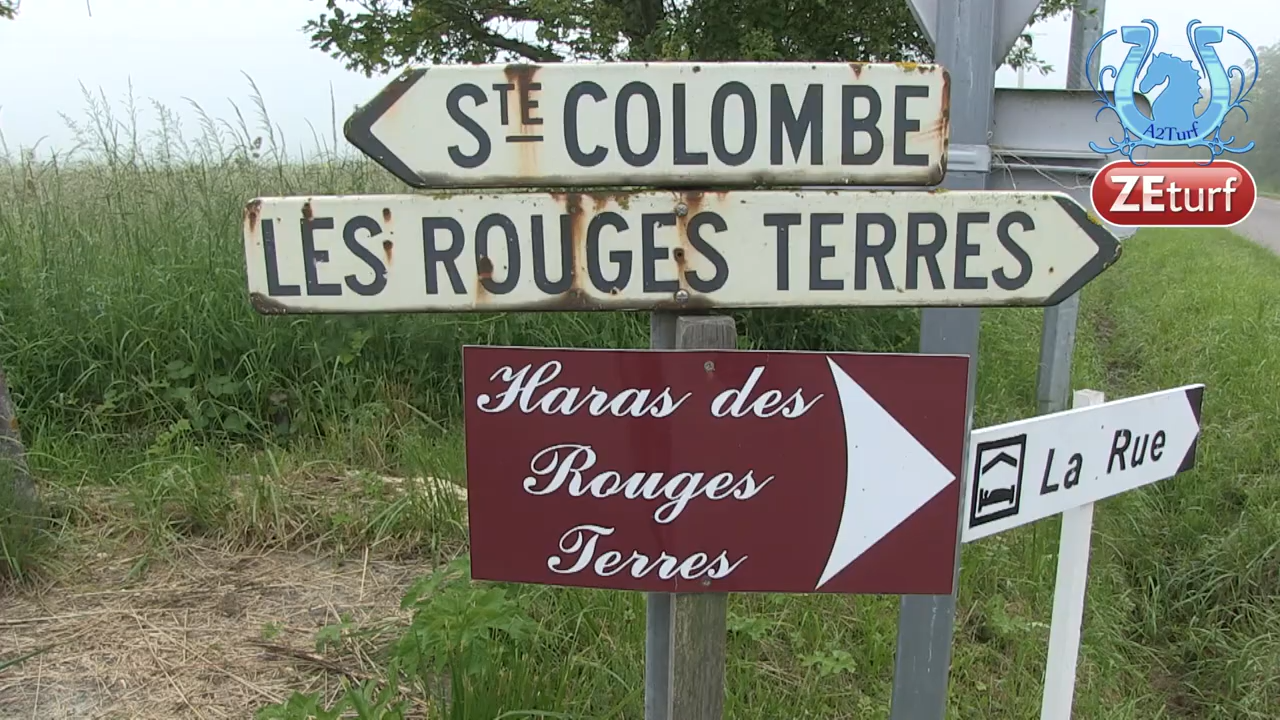 STE COLOMBE
LES ROUGES TERRES
Haras des
Rouges
Terres
La Rue
A2Turf
ZEturf